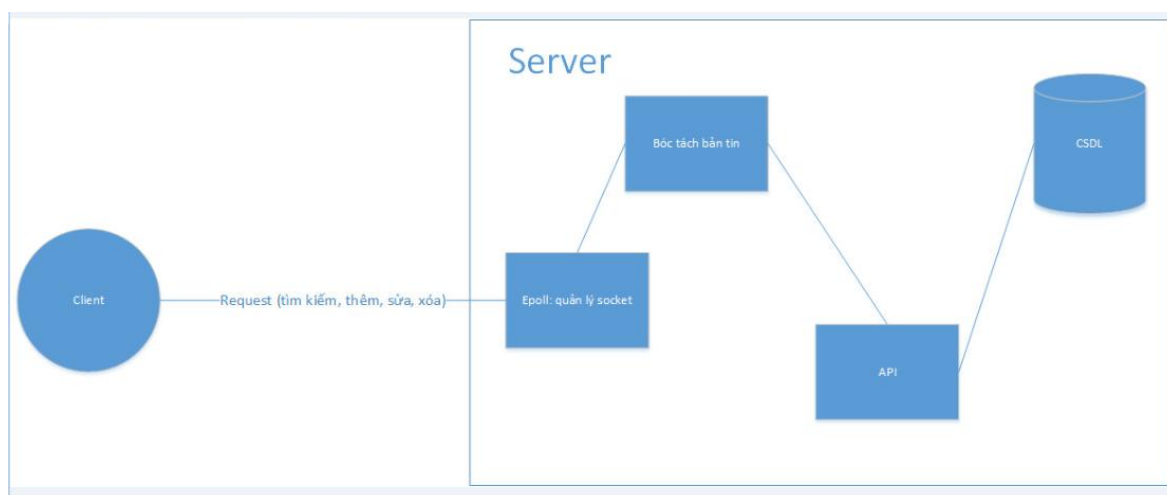 Server
Bóc tách bản tin
CSDL
Client
Request (tìm kiếm, thêm, sửa, xóa)
Epoll: quản lý socket
API